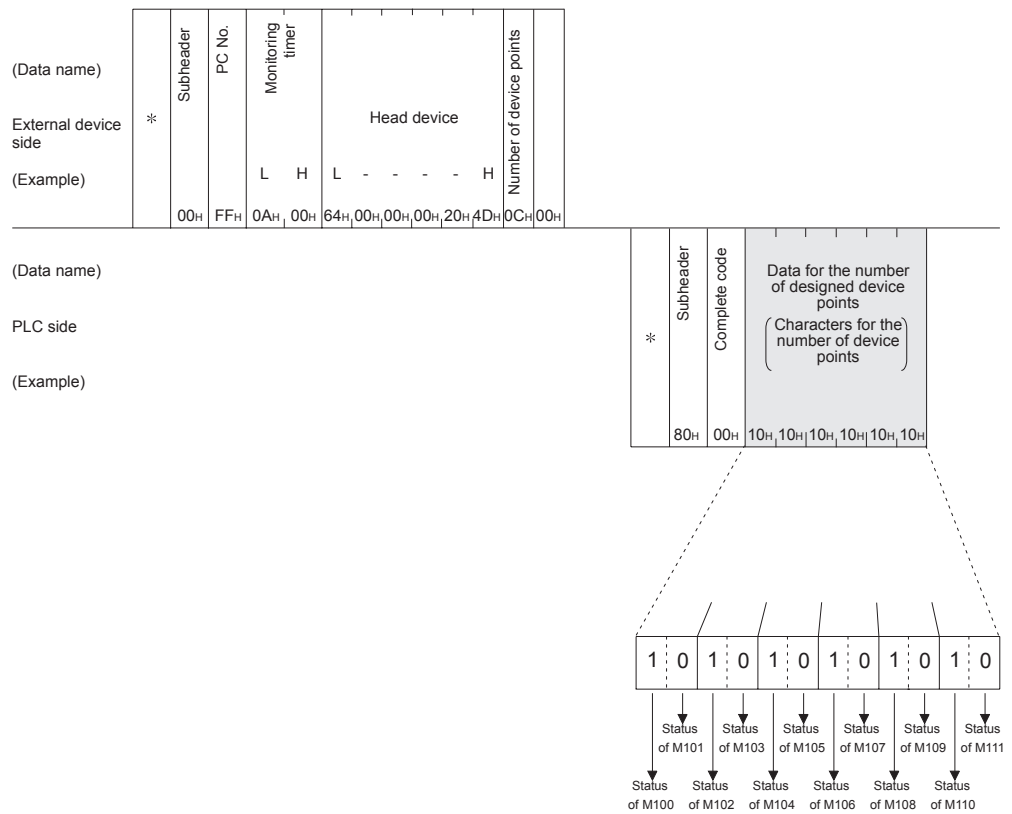 (Data name)
External device
side
(Example)
*
Subheader
PC No.
Monitoring
timer
Head device
Number of device points
L H L - - - - H
00H FFH 0AH 00H 64H 00H 00H 00H 20H 4DH 0CH 00H
(Data name)
PLC side
(Example)
*
Subheader
Complete code
Data for the number
of designed device
points
(Characters for the
number of device
points)
80H 00H 10H 10H 10H 10H 10H 10H
1 0 1 0 1 0 1 0 1 0 1 0
Status Status Status Status Status Status
of M101 of M103 of M105 of M107 of M109 of M111
Status Status Status Status Status Status
of M100 of M102 of M104 of M106 of M108 of M110